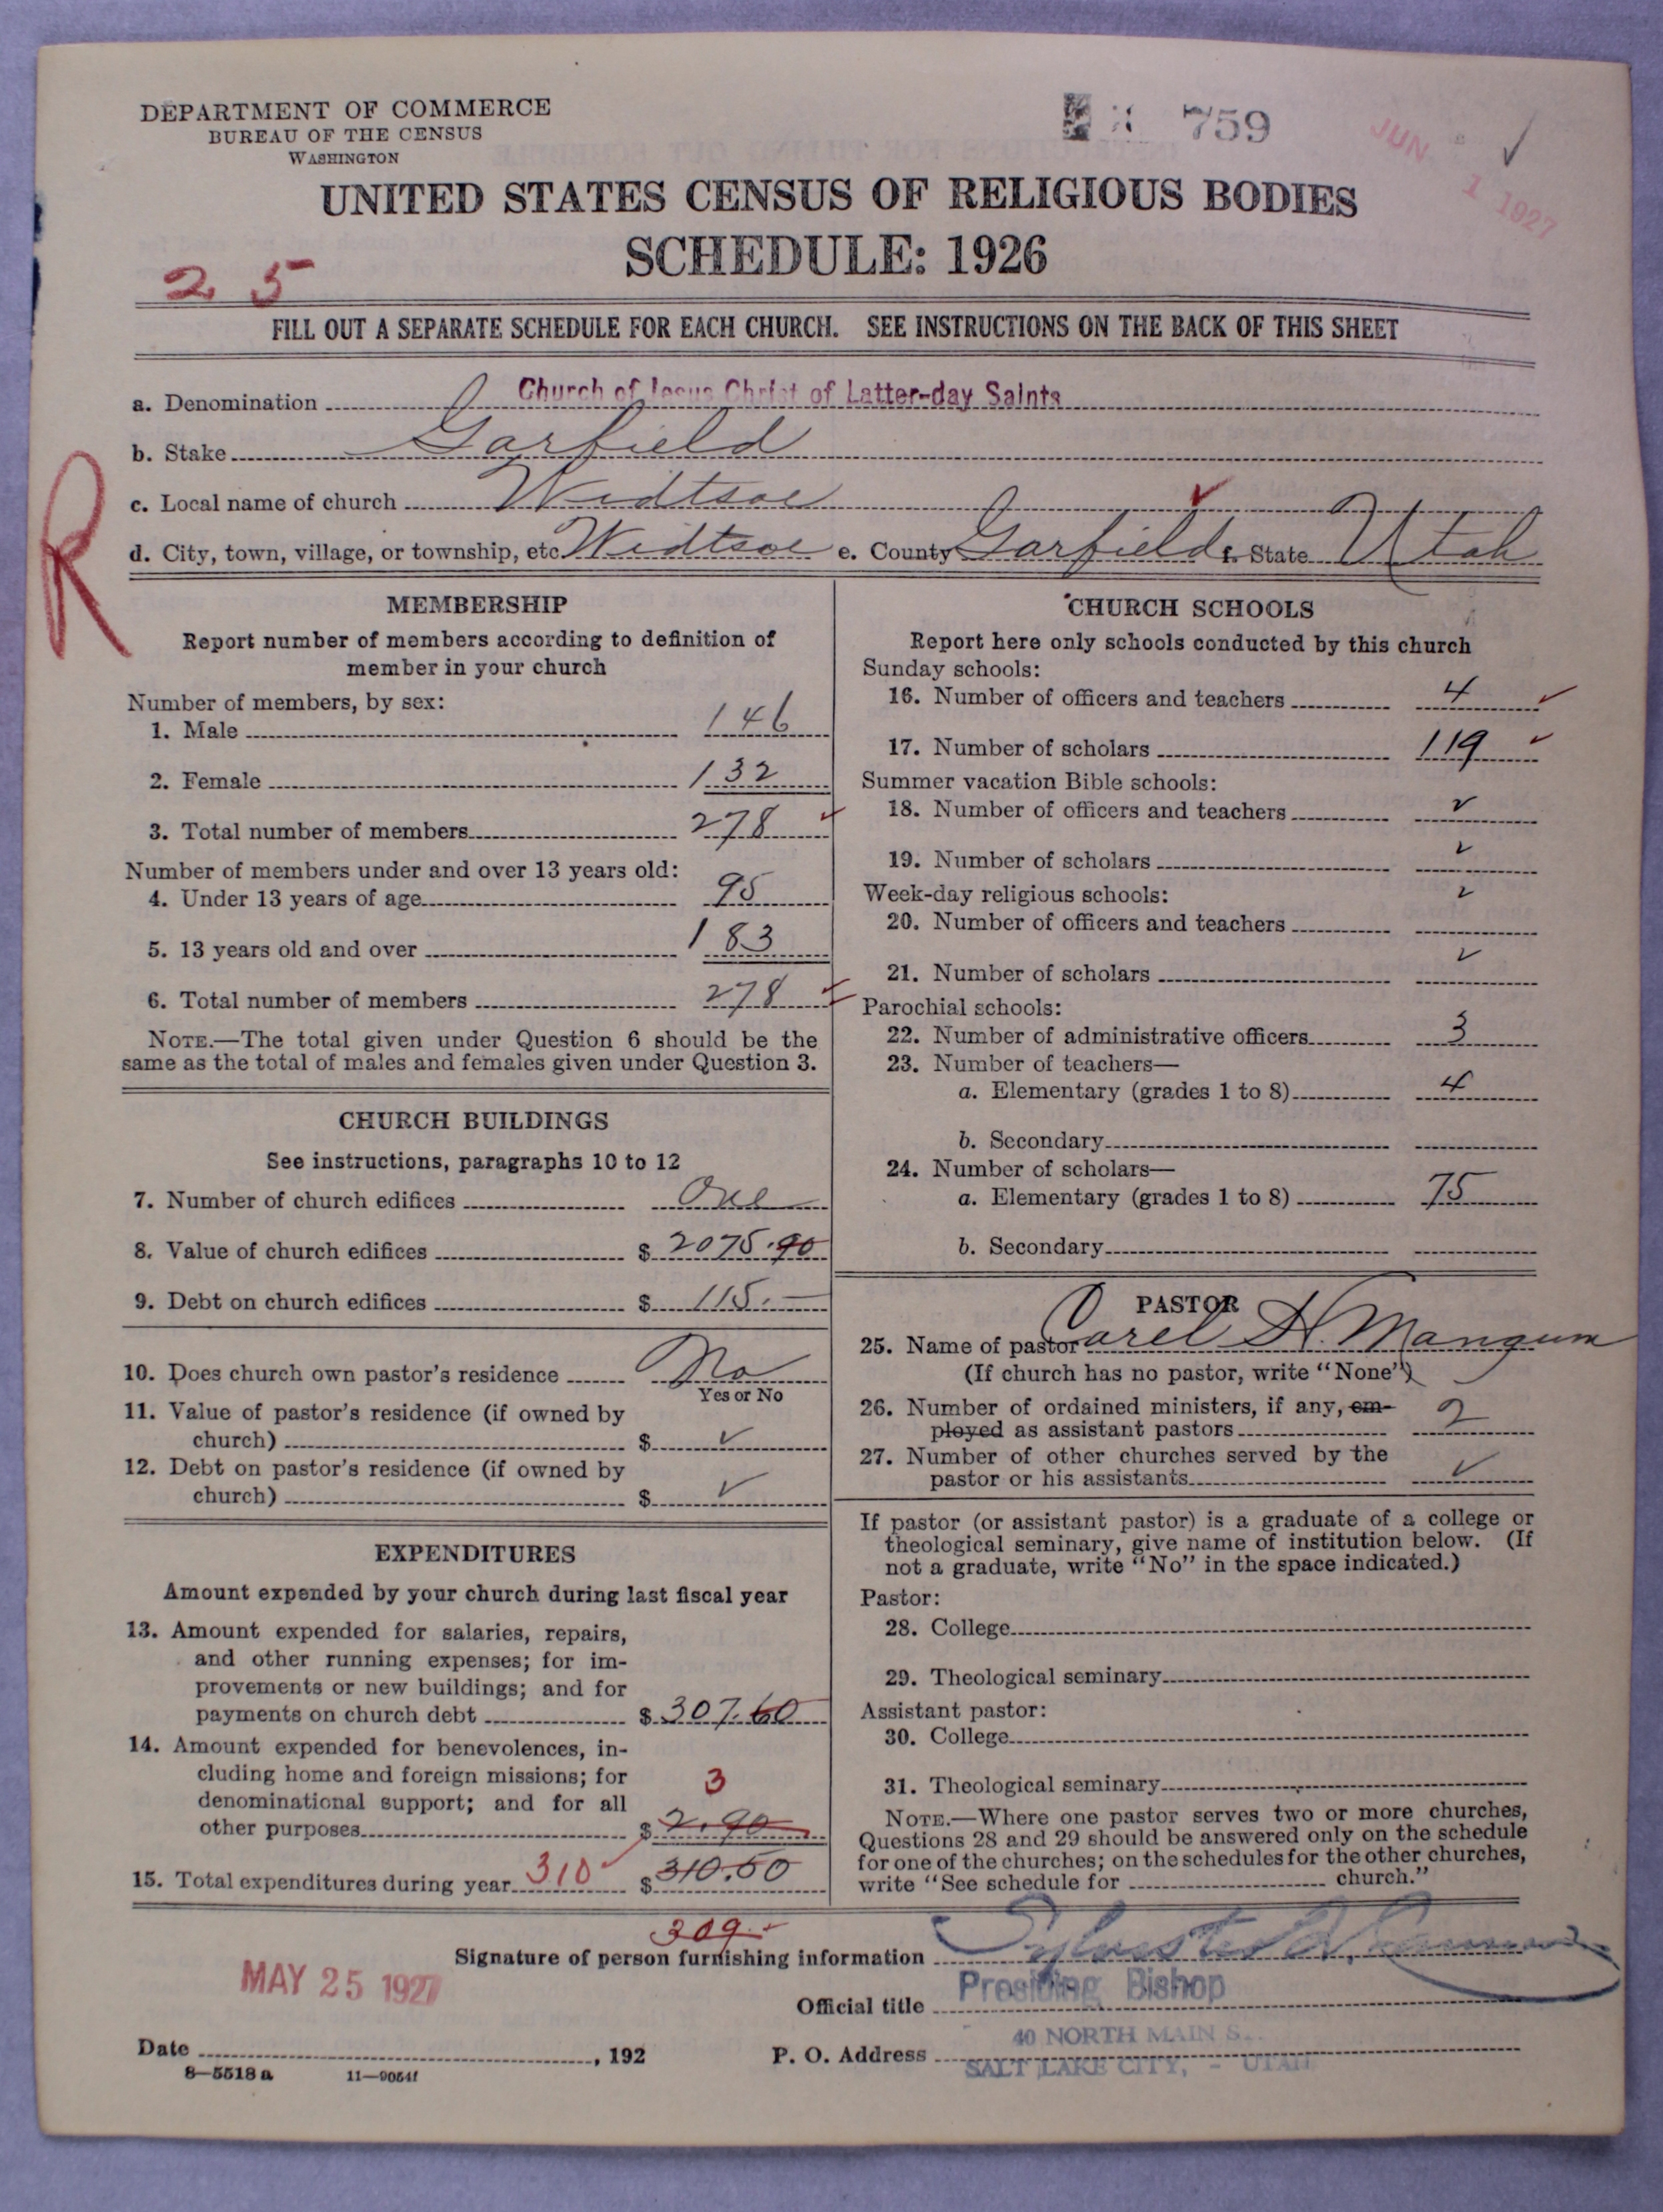 DEPARTMENT OF COMMERCE
BUREAU OF THE CENSUS
WASHINGTON
759
JUN 1 1927
UNITED STATES CENSUS OF RELIGIOUS BODIES
SCHEDULE: 1926
25
FILL OUT A SEPARATE SCHEDULE FOR EACH CHURCH. SEE INSTRUCTIONS ON THE BACK OF THIS SHEET
a. Denomination Church of Jesus Christ of Latter-day Saints
b. Stake Garfield
R
c. Local name of church Widtsoe
d. City, town, village, or township, etc. Widtsoe e. County Garfield f. State Utah
MEMBERSHIP
Report number of members according to definition of
member in your church
Number of members, by sex:
1. Male 146
2. Female 132
3. Total number of members 278
Number of members under and over 13 years old:
4. Under 13 years of age 95
5. 13 years old and over 183
6. Total number of members 278
NOTE.—The total given under Question 6 should be the
same as the total of males and females given under Question 3.
CHURCH BUILDINGS
See instructions, paragraphs 10 to 12
7. Number of church edifices One
8. Value of church edifices $ 2075.90
9. Debt on church edifices $ 115.—
10. Does church own pastor's residence No
Yes or No
11. Value of pastor's residence (if owned by
church) $ ✓
12. Debt on pastor's residence (if owned by
church) $ ✓
EXPENDITURES
Amount expended by your church during last fiscal year
13. Amount expended for salaries, repairs,
and other running expenses; for im-
provements or new buildings; and for
payments on church debt $ 307.60
14. Amount expended for benevolences, in-
cluding home and foreign missions; for
denominational support; and for all
3
other purposes $ 2.90
15. Total expenditures during year 310 $ 310.50
CHURCH SCHOOLS
Report here only schools conducted by this church
Sunday schools:
16. Number of officers and teachers 4
17. Number of scholars 119
Summer vacation Bible schools:
18. Number of officers and teachers ✓
19. Number of scholars ✓
Week-day religious schools: ✓
20. Number of officers and teachers
21. Number of scholars ✓
Parochial schools:
22. Number of administrative officers 3
23. Number of teachers—
a. Elementary (grades 1 to 8) 4
b. Secondary
24. Number of scholars—
a. Elementary (grades 1 to 8) 75
b. Secondary
PASTOR
25. Name of pastor Carel H. Mangum
(If church has no pastor, write "None")
26. Number of ordained ministers, if any, em-
ployed as assistant pastors 2
27. Number of other churches served by the
pastor or his assistants ✓
If pastor (or assistant pastor) is a graduate of a college or
theological seminary, give name of institution below. (If
not a graduate, write "No" in the space indicated.)
Pastor:
28. College
29. Theological seminary
Assistant pastor:
30. College
31. Theological seminary
NOTE.—Where one pastor serves two or more churches,
Questions 28 and 29 should be answered only on the schedule
for one of the churches; on the schedules for the other churches,
write "See schedule for church."
309
Signature of person furnishing information Sylvester Q. Cannon
MAY 25 1927
Official title Presiding Bishop
Date , 192
P. O. Address 40 NORTH MAIN S
SALT LAKE CITY, - UTAH
8—5518 a 11—9054f